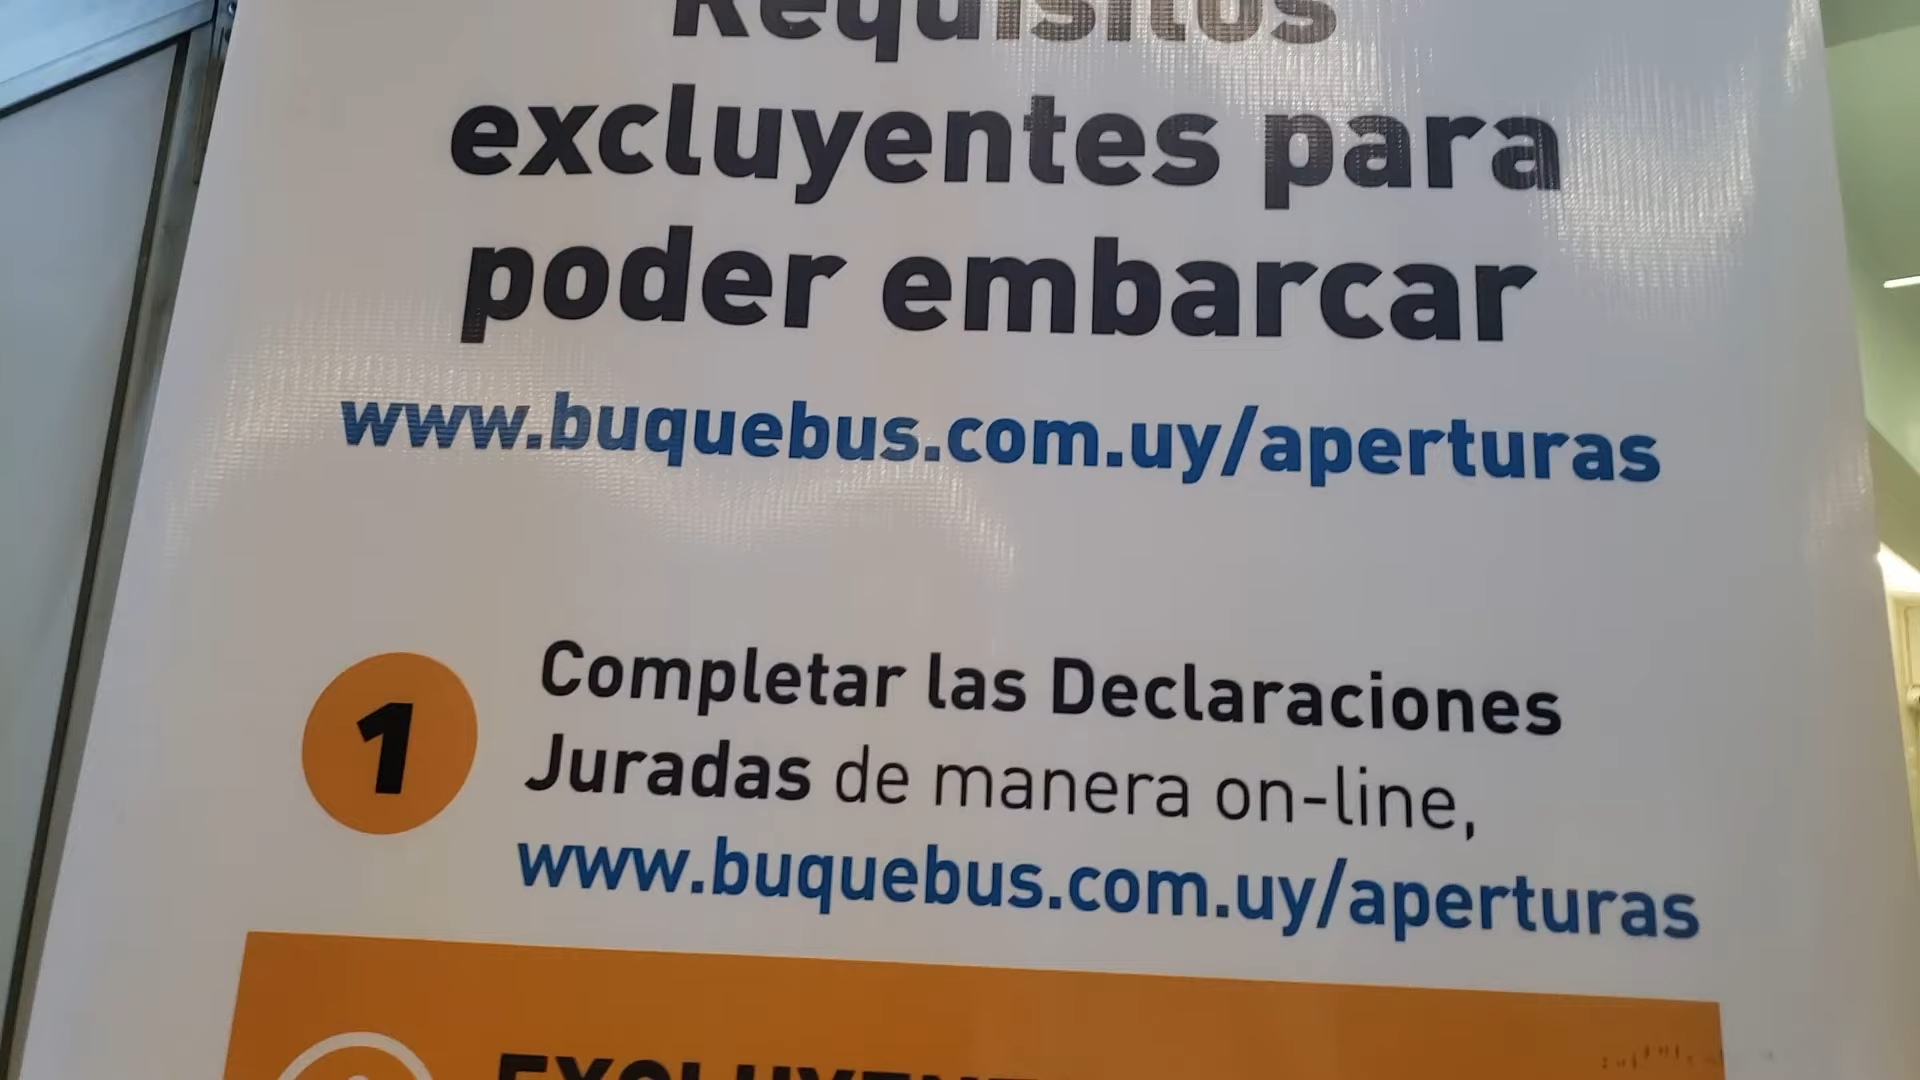 Requisitos
excluyentes para
poder embarcar
www.buquebus.com.uy/aperturas
1
Completar las Declaraciones
Juradas de manera on-line,
www.buquebus.com.uy/aperturas